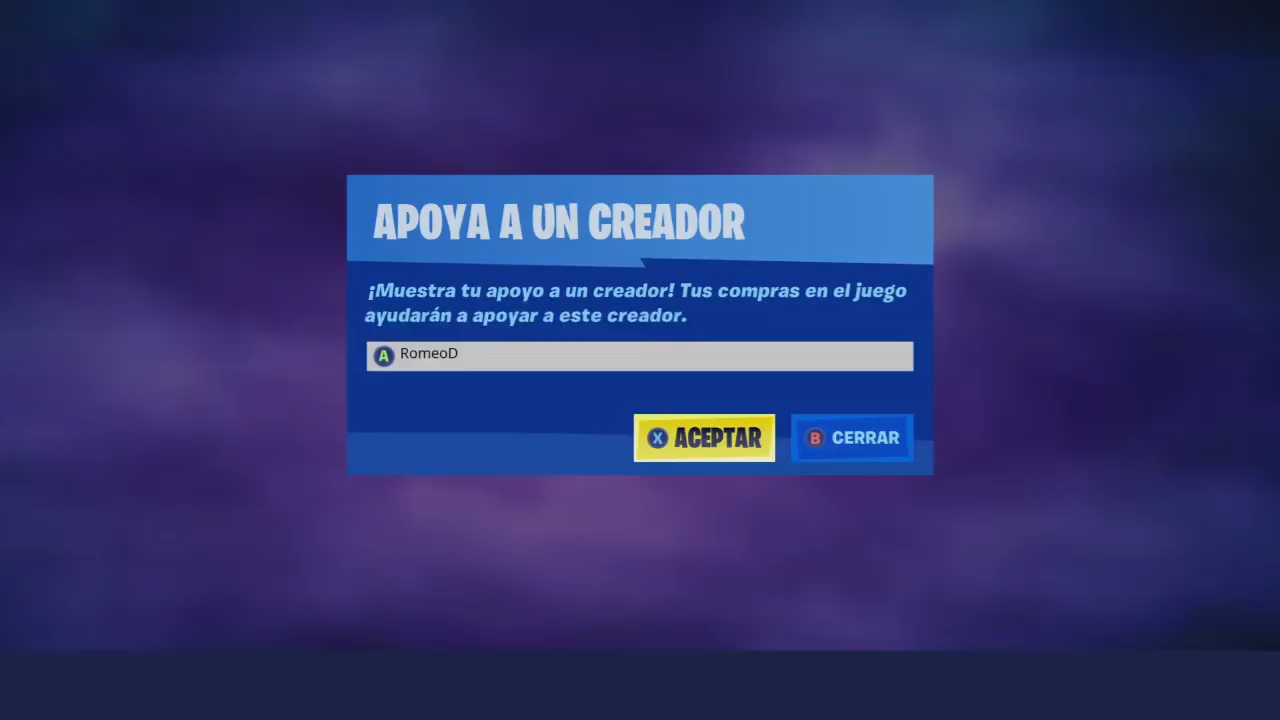 APOYA A UN CREADOR
¡Muestra tu apoyo a un creador! Tus compras en el juego
ayudarán a apoyar a este creador.
A RomeoD
X ACEPTAR B CERRAR